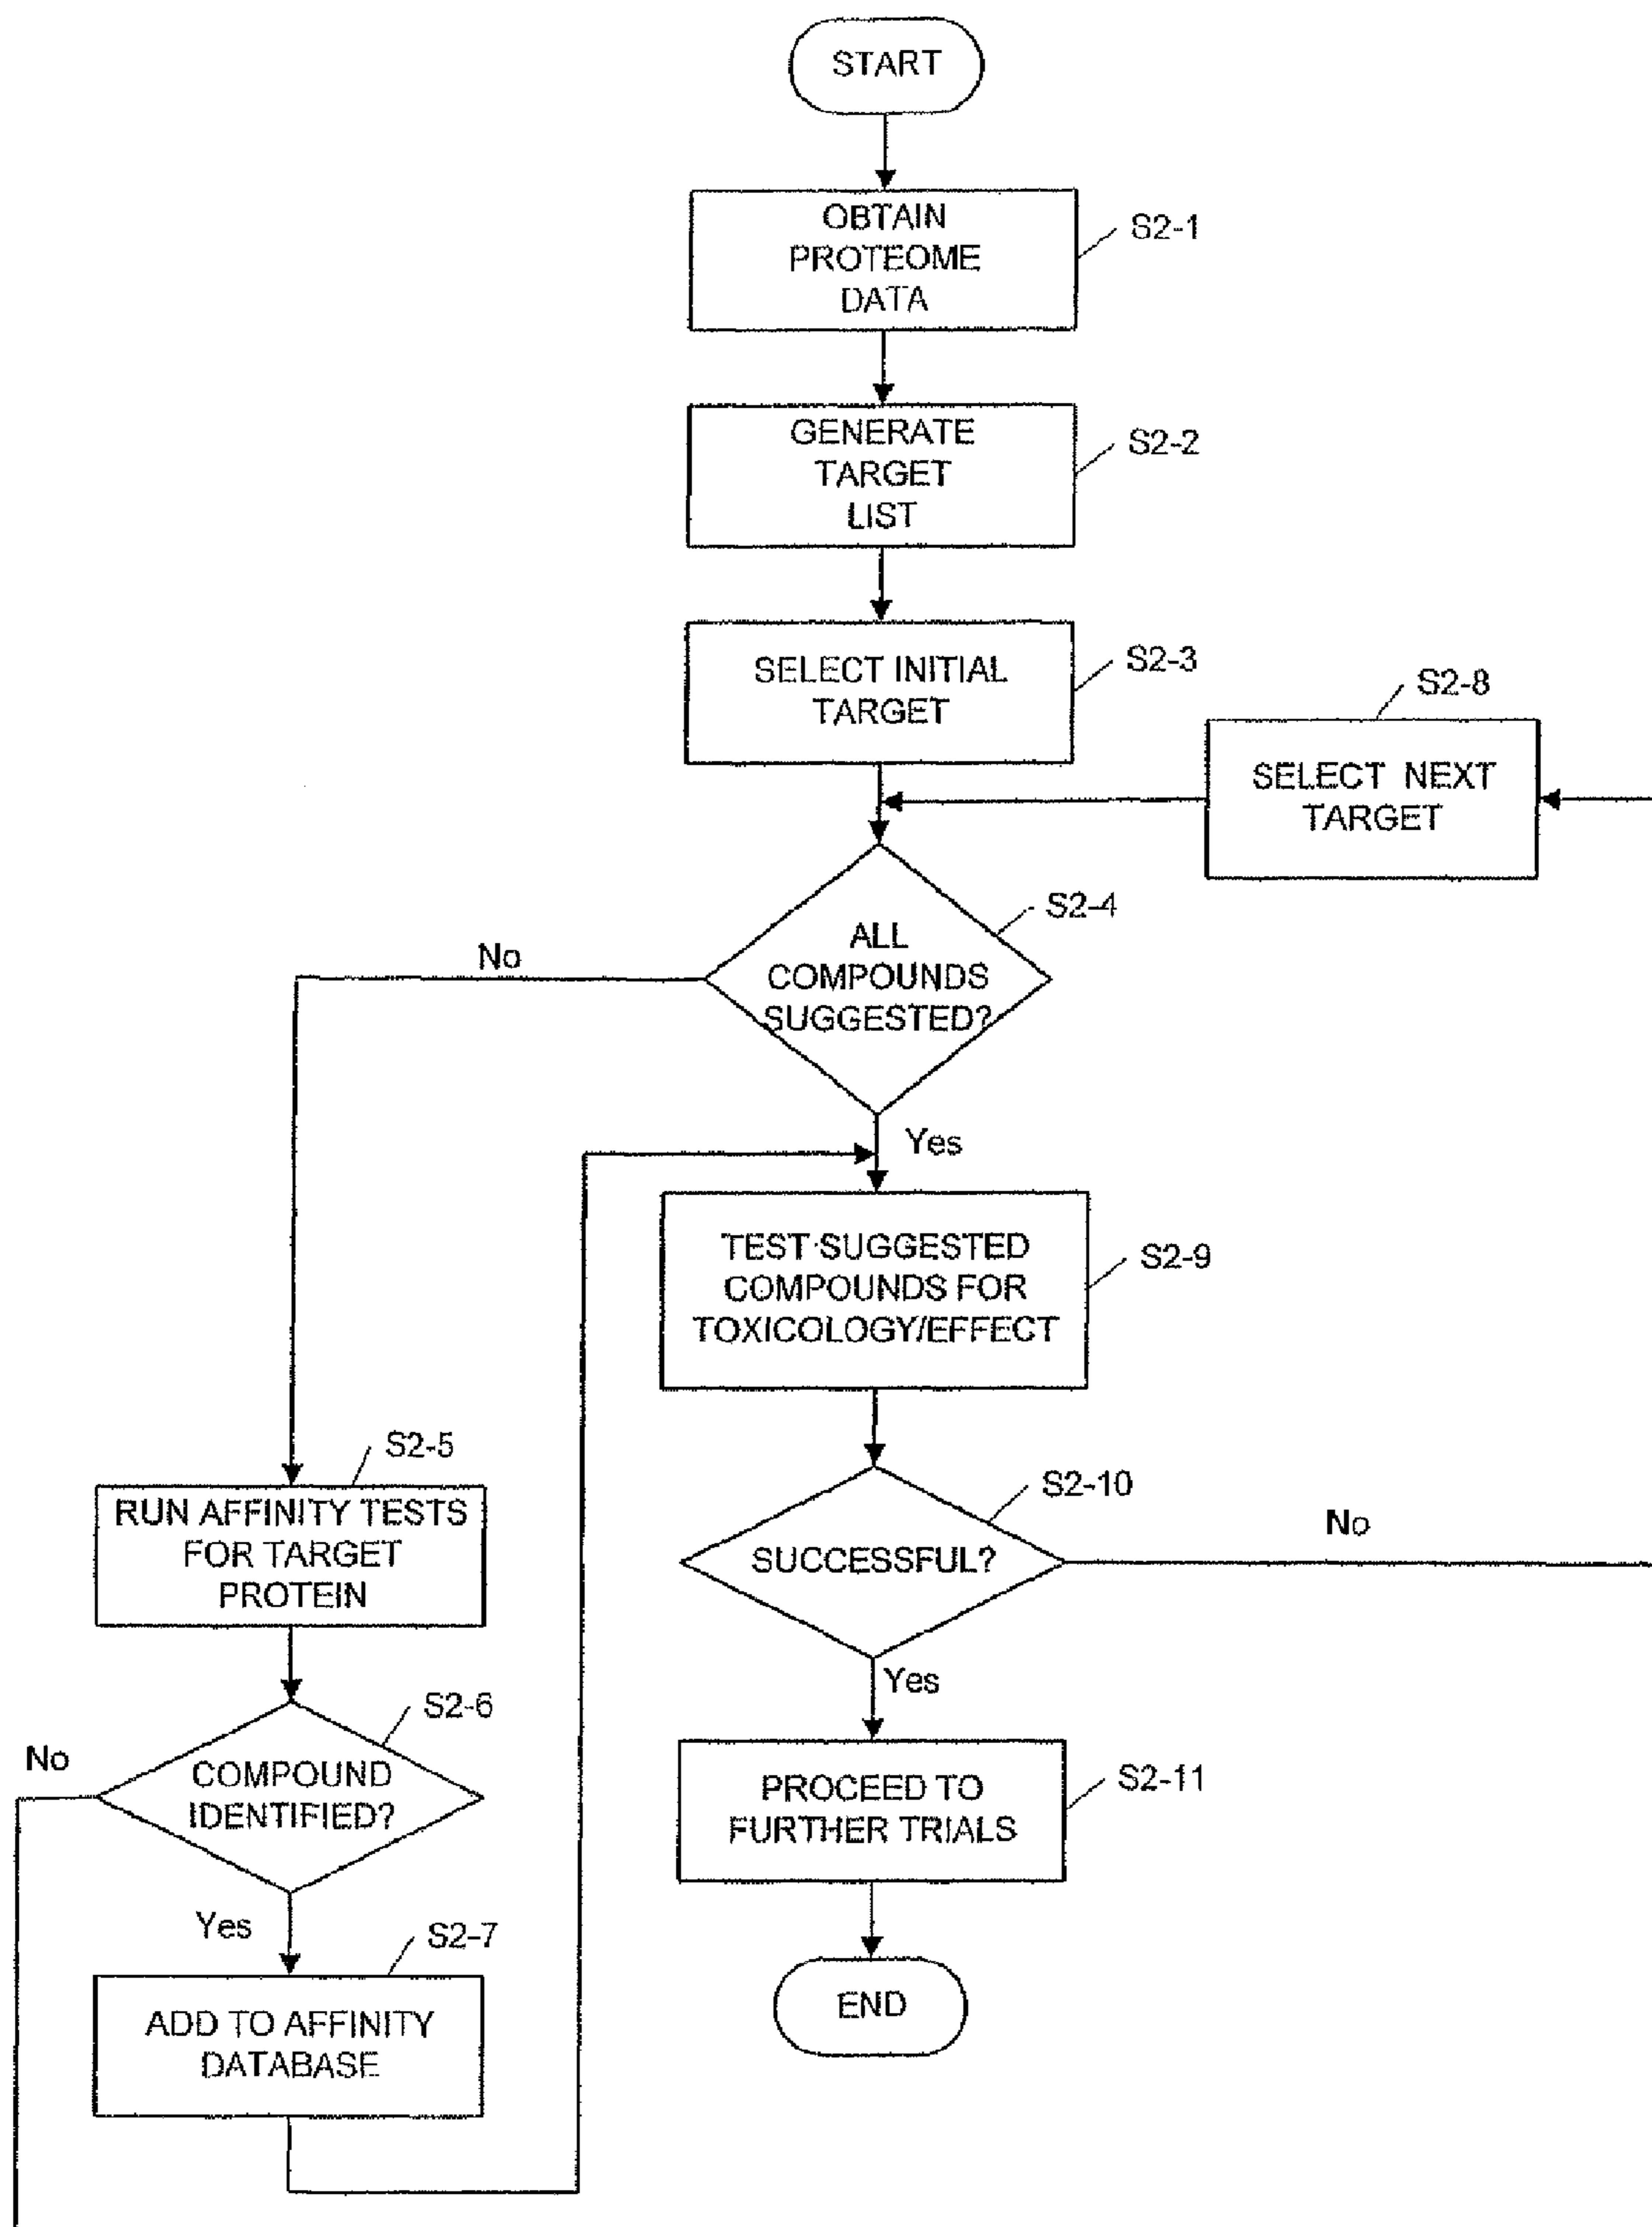 START
OBTAIN
PROTEOME
DATA
S2-1
GENERATE
TARGET
LIST
S2-2
SELECT INITIAL
TARGET
S2-3
S2-8
SELECT NEXT
TARGET
S2-4
ALL
COMPOUNDS
SUGGESTED?
No
Yes
TEST SUGGESTED
COMPOUNDS FOR
TOXICOLOGY/EFFECT
S2-9
S2-5
RUN AFFINITY TESTS
FOR TARGET
PROTEIN
S2-10
SUCCESSFUL?
No
Yes
S2-6
COMPOUND
IDENTIFIED?
No
Yes
PROCEED TO
FURTHER TRIALS
S2-11
S2-7
ADD TO AFFINITY
DATABASE
END